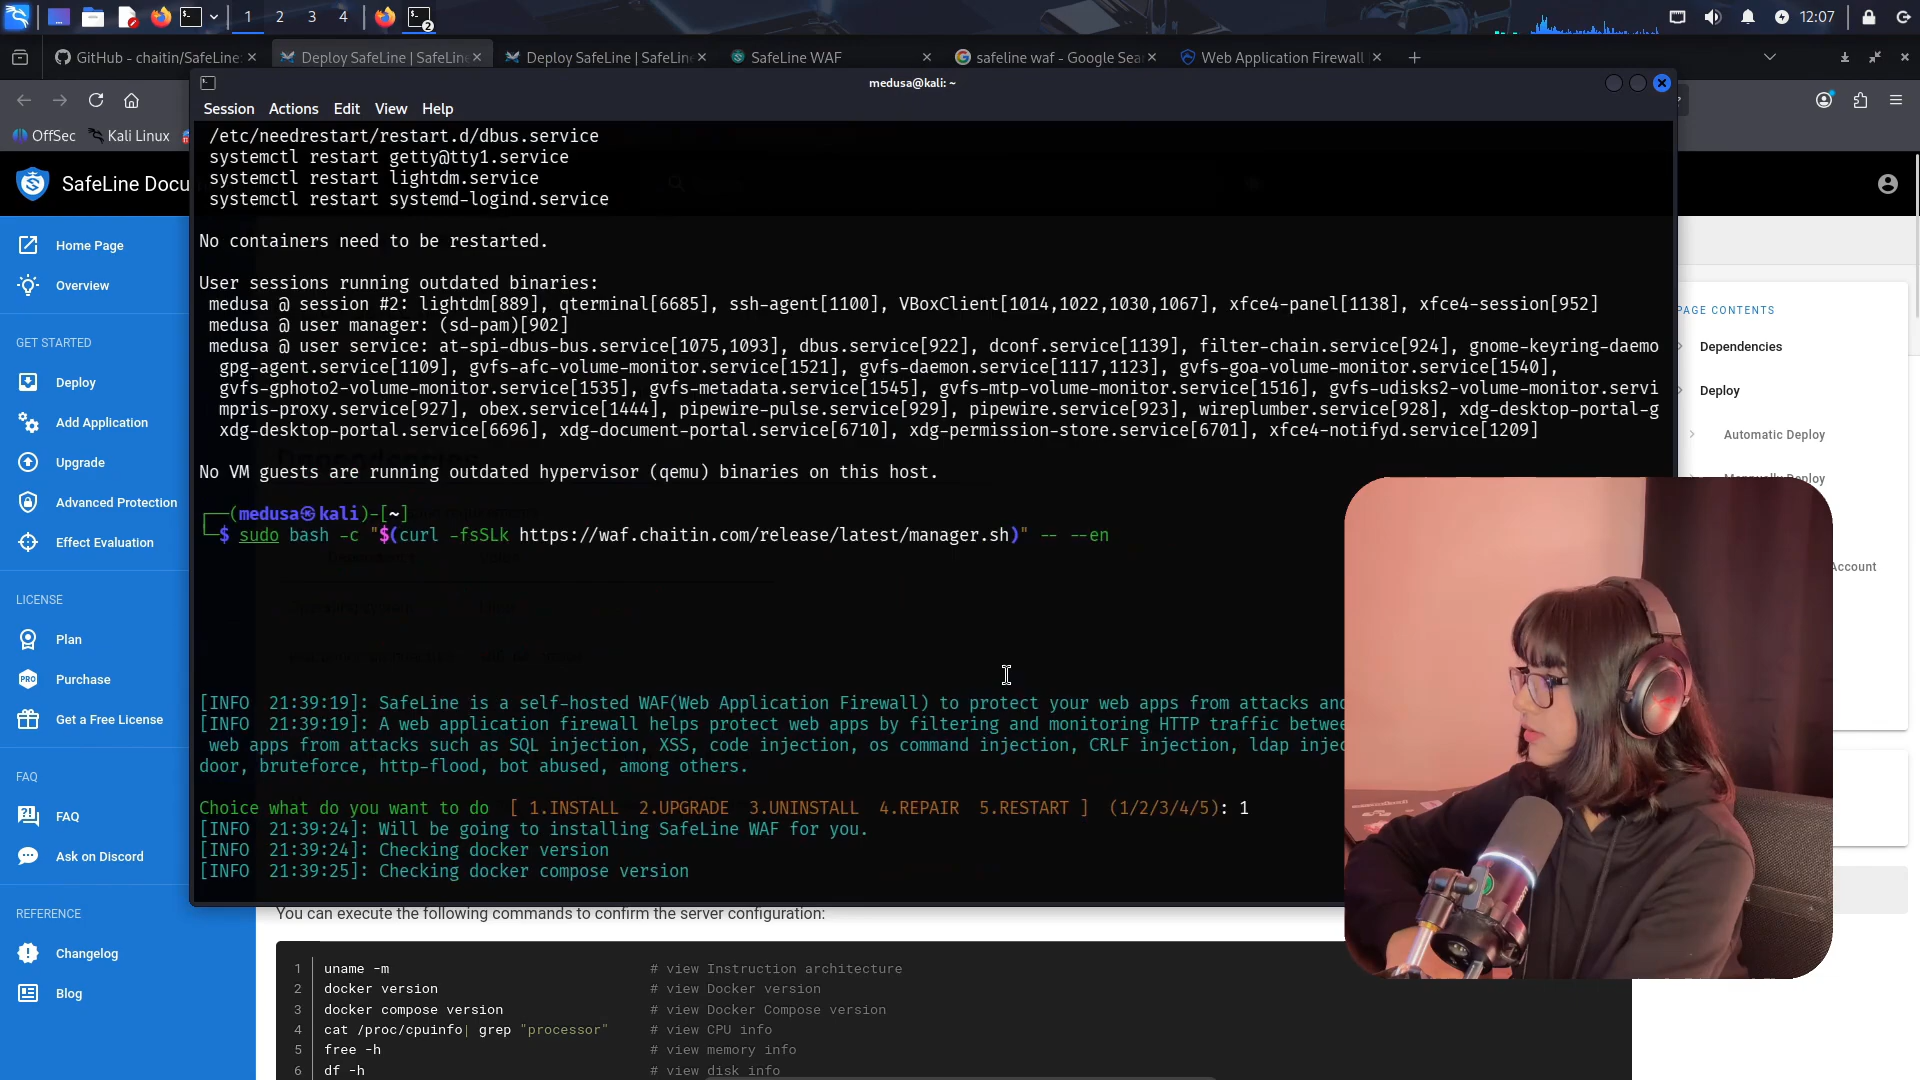 1 2 3 4 2 12:07
GitHub - chaitin/SafeLine: Deploy SafeLine | SafeLin Deploy SafeLine | SafeLin SafeLine WAF safeline waf - Google Sea Web Application Firewall
medusa@kali: ~
Session Actions Edit View Help
OffSec Kali Linux
SafeLine Docu
Home Page
Overview
GET STARTED
Deploy
Add Application
Upgrade
Advanced Protection
Effect Evaluation
LICENSE
Plan
Purchase
Get a Free License
FAQ
FAQ
Ask on Discord
REFERENCE
Changelog
Blog
/etc/needrestart/restart.d/dbus.service
systemctl restart getty@tty1.service
systemctl restart lightdm.service
systemctl restart systemd-logind.service
No containers need to be restarted.
User sessions running outdated binaries:
medusa @ session #2: lightdm[889], qterminal[6685], ssh-agent[1100], VBoxClient[1014,1022,1030,1067], xfce4-panel[1138], xfce4-session[952]
medusa @ user manager: (sd-pam)[902]
medusa @ user service: at-spi-dbus-bus.service[1075,1093], dbus.service[922], dconf.service[1139], filter-chain.service[924], gnome-keyring-daemo
gpg-agent.service[1109], gvfs-afc-volume-monitor.service[1521], gvfs-daemon.service[1117,1123], gvfs-goa-volume-monitor.service[1540],
gvfs-gphoto2-volume-monitor.service[1535], gvfs-metadata.service[1545], gvfs-mtp-volume-monitor.service[1516], gvfs-udisks2-volume-monitor.servi
mpris-proxy.service[927], obex.service[1444], pipewire-pulse.service[929], pipewire.service[923], wireplumber.service[928], xdg-desktop-portal-g
xdg-desktop-portal.service[6696], xdg-document-portal.service[6710], xdg-permission-store.service[6701], xfce4-notifyd.service[1209]
No VM guests are running outdated hypervisor (qemu) binaries on this host.
┌──(medusa㉿kali)-[~]
└─$ sudo bash -c "$(curl -fsSLk https://waf.chaitin.com/release/latest/manager.sh)" -- --en
[INFO 21:39:19]: SafeLine is a self-hosted WAF(Web Application Firewall) to protect your web apps from attacks and
[INFO 21:39:19]: A web application firewall helps protect web apps by filtering and monitoring HTTP traffic betwe
web apps from attacks such as SQL injection, XSS, code injection, os command injection, CRLF injection, ldap injec
door, bruteforce, http-flood, bot abused, among others.
Choice what do you want to do [ 1.INSTALL 2.UPGRADE 3.UNINSTALL 4.REPAIR 5.RESTART ] (1/2/3/4/5): 1
[INFO 21:39:24]: Will be going to installing SafeLine WAF for you.
[INFO 21:39:24]: Checking docker version
[INFO 21:39:25]: Checking docker compose version
You can execute the following commands to confirm the server configuration:
1 uname -m # view Instruction architecture
2 docker version # view Docker version
3 docker compose version # view Docker Compose version
4 cat /proc/cpuinfo| grep "processor" # view CPU info
5 free -h # view memory info
6 df -h # view disk info
PAGE CONTENTS
Dependencies
Deploy
Automatic Deploy
Manually Deploy
Account